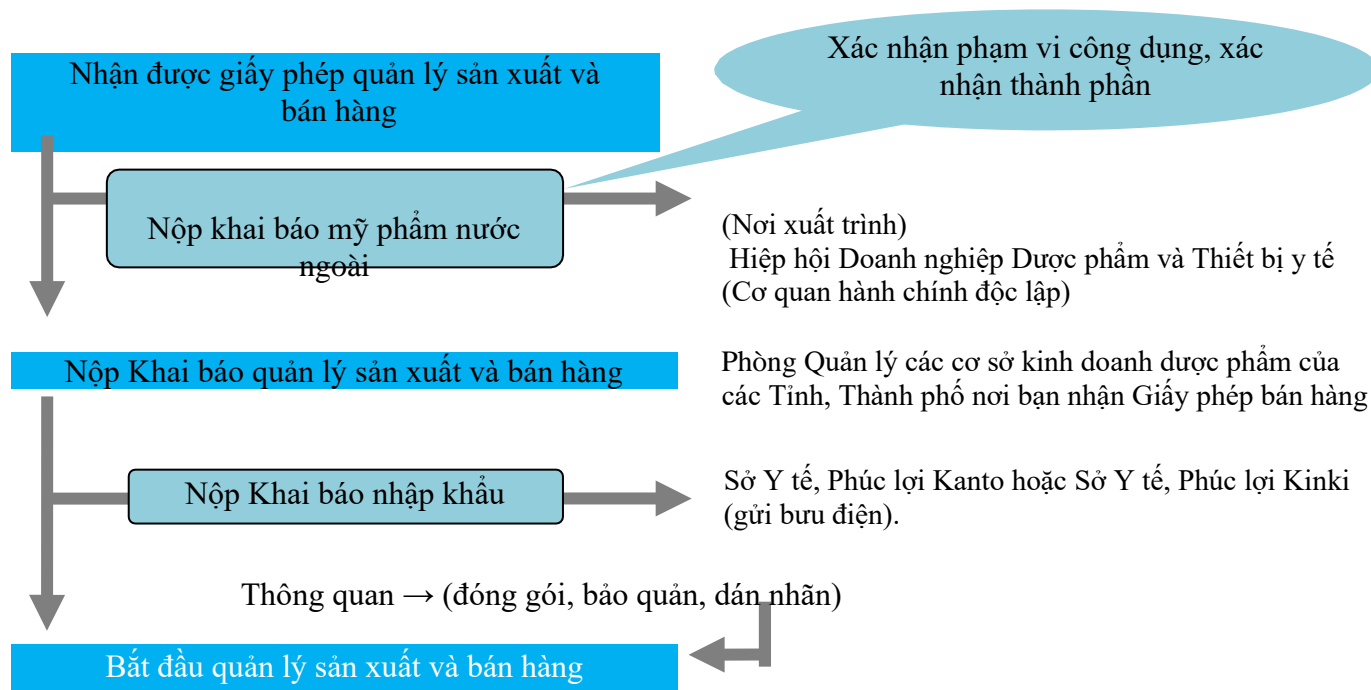 Nhận được giấy phép quản lý sản xuất và
bán hàng
Xác nhận phạm vi công dụng, xác
nhận thành phần
Nộp khai báo mỹ phẩm nước
ngoài
(Nơi xuất trình)
Hiệp hội Doanh nghiệp Dược phẩm và Thiết bị y tế
(Cơ quan hành chính độc lập)
Nộp Khai báo quản lý sản xuất và bán hàng
Phòng Quản lý các cơ sở kinh doanh dược phẩm của
các Tỉnh, Thành phố nơi bạn nhận Giấy phép bán hàng
Nộp Khai báo nhập khẩu
Sở Y tế, Phúc lợi Kanto hoặc Sở Y tế, Phúc lợi Kinki
(gửi bưu điện).
Thông quan → (đóng gói, bảo quản, dán nhãn)
Bắt đầu quản lý sản xuất và bán hàng